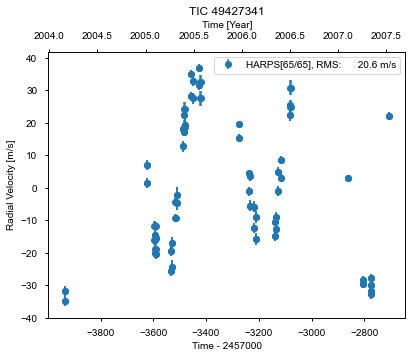 TIC 49427341
Time [Year]
2004.0 2004.5 2005.0 2005.5 2006.0 2006.5 2007.0 2007.5
HARPS[65/65], RMS: 20.6 m/s
Radial Velocity [m/s]
40
30
20
10
0
−10
−20
−30
−40
−3800 −3600 −3400 −3200 −3000 −2800
Time - 2457000